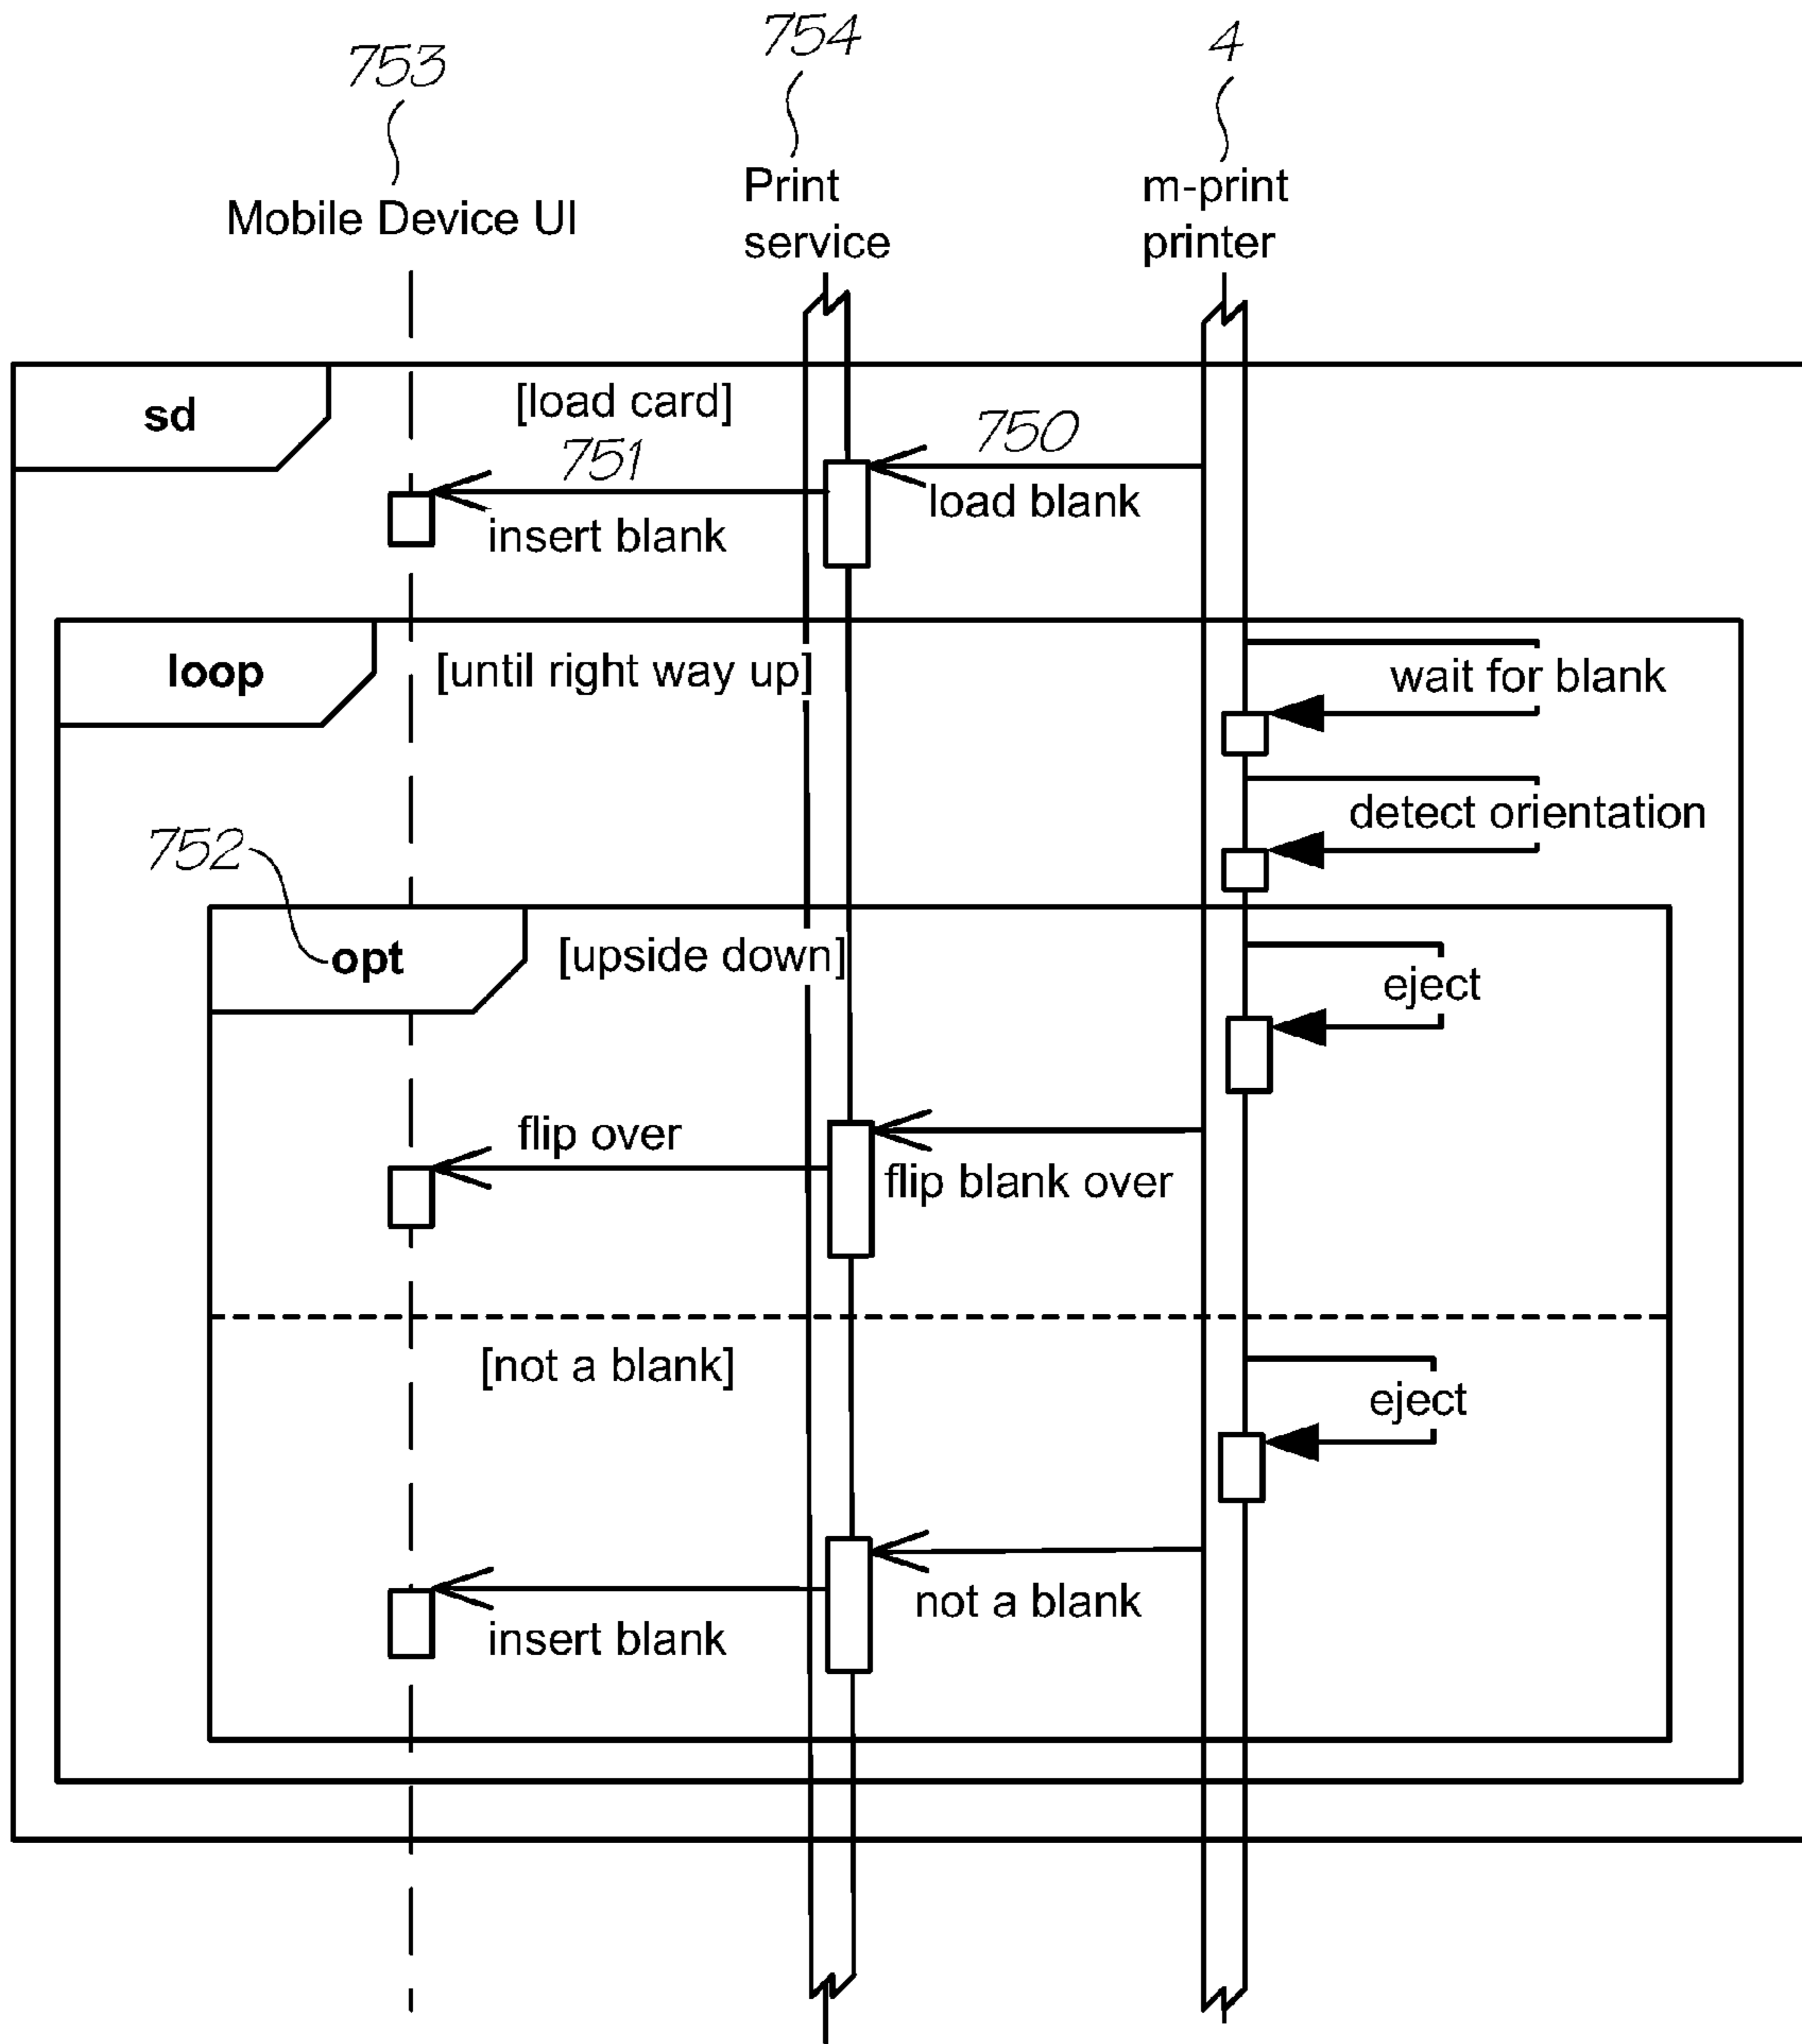 753
754
4
Mobile Device UI
Print
service
m-print
printer
sd
[load card]
751
insert blank
750
load blank
loop
[until right way up]
wait for blank
detect orientation
752
opt
[upside down]
eject
flip over
flip blank over
[not a blank]
eject
not a blank
insert blank